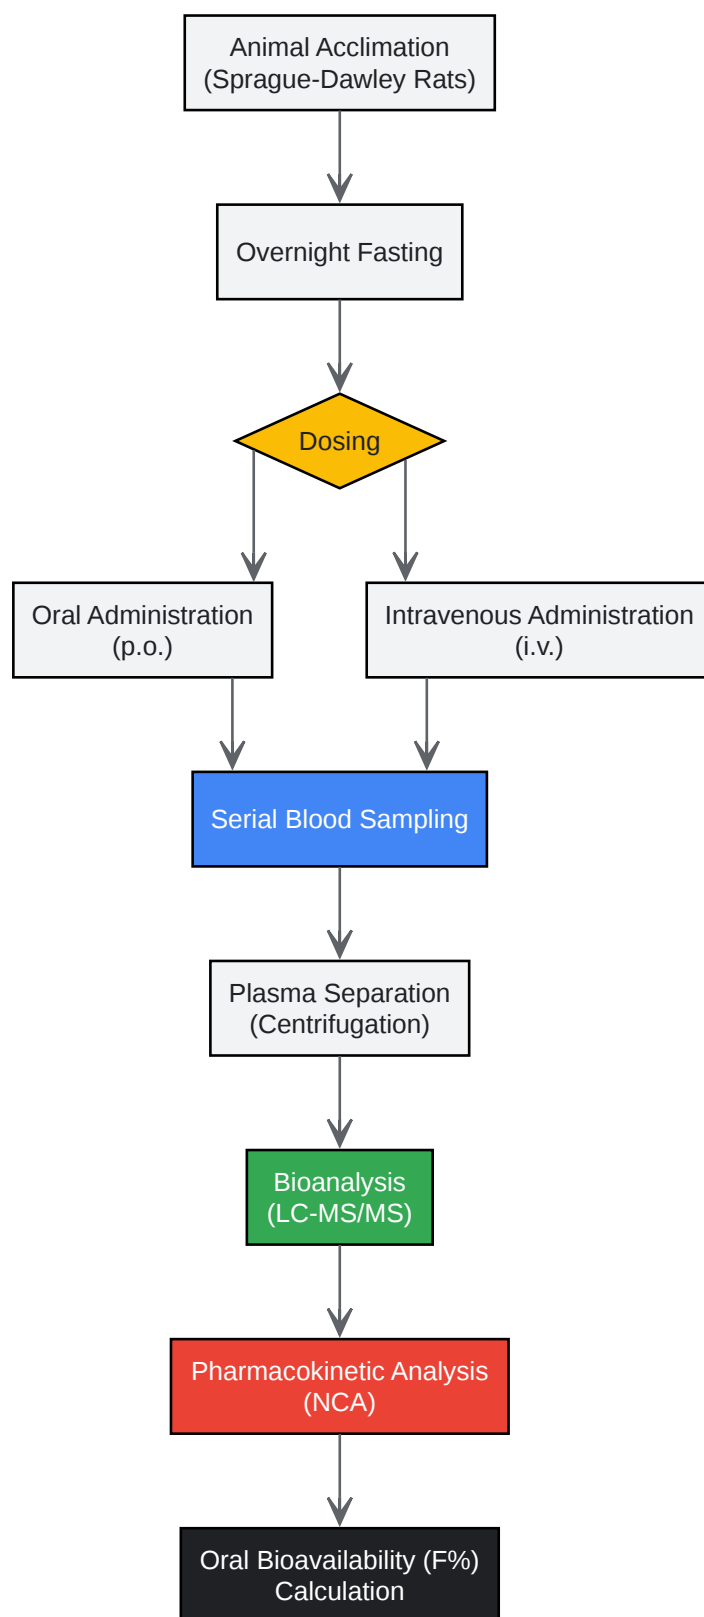 Animal Acclimation
(Sprague-Dawley Rats)
Overnight Fasting
Dosing
Oral Administration
(p.o.)
Intravenous Administration
(i.v.)
Serial Blood Sampling
Plasma Separation
(Centrifugation)
Bioanalysis
(LC-MS/MS)
Pharmacokinetic Analysis
(NCA)
Oral Bioavailability (F%)
Calculation